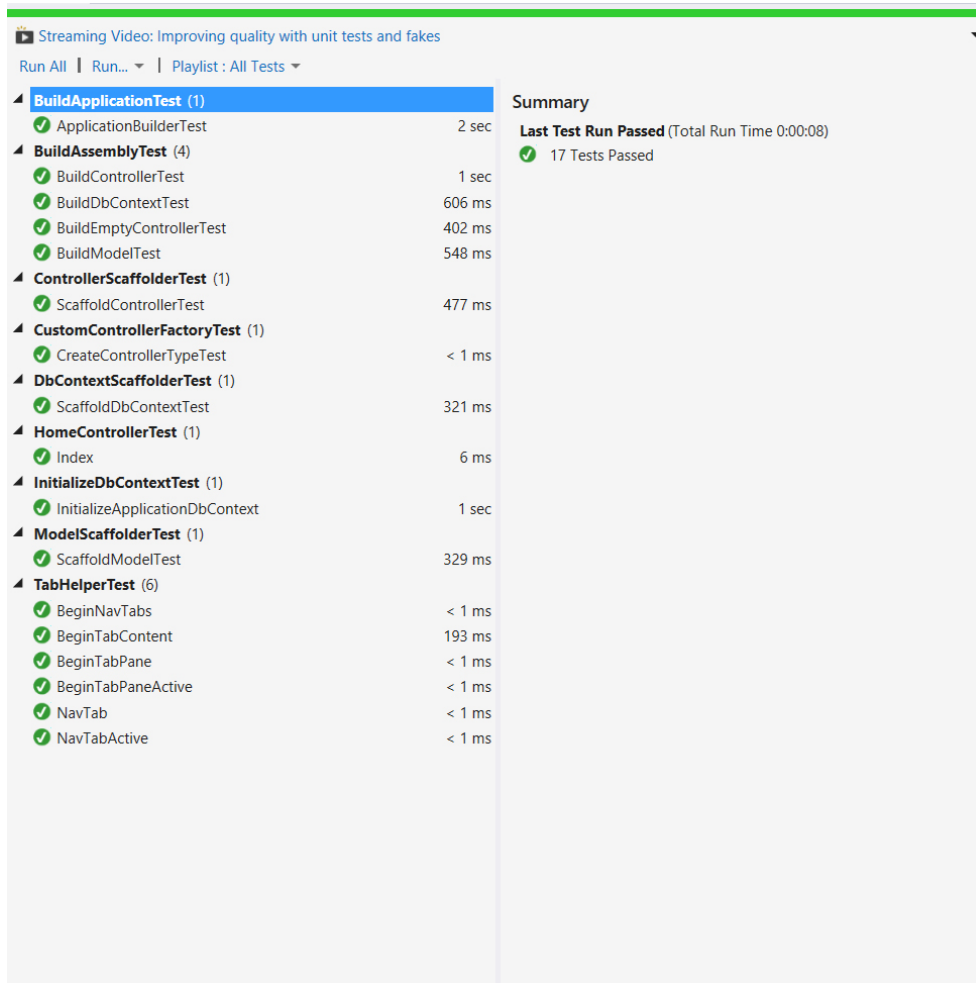 Streaming Video: Improving quality with unit tests and fakes
Run All | Run... | Playlist : All Tests
BuildApplicationTest (1)
ApplicationBuilderTest 2 sec
BuildAssemblyTest (4)
BuildControllerTest 1 sec
BuildDbContextTest 606 ms
BuildEmptyControllerTest 402 ms
BuildModelTest 548 ms
ControllerScaffolderTest (1)
ScaffoldControllerTest 477 ms
CustomControllerFactoryTest (1)
CreateControllerTypeTest < 1 ms
DbContextScaffolderTest (1)
ScaffoldDbContextTest 321 ms
HomeControllerTest (1)
Index 6 ms
InitializeDbContextTest (1)
InitializeApplicationDbContext 1 sec
ModelScaffolderTest (1)
ScaffoldModelTest 329 ms
TabHelperTest (6)
BeginNavTabs < 1 ms
BeginTabContent 193 ms
BeginTabPane < 1 ms
BeginTabPaneActive < 1 ms
NavTab < 1 ms
NavTabActive < 1 ms
Summary
Last Test Run Passed (Total Run Time 0:00:08)
17 Tests Passed